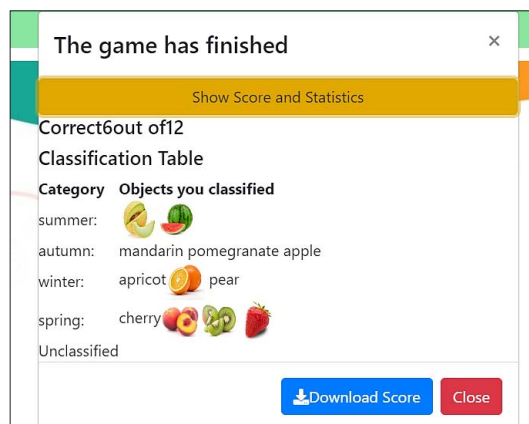 The game has finished
×
Show Score and Statistics
Correct6out of12
Classification Table
Category Objects you classified
summer:
autumn: mandarin pomegranate apple
winter: apricot pear
spring: cherry
Unclassified
Download Score Close